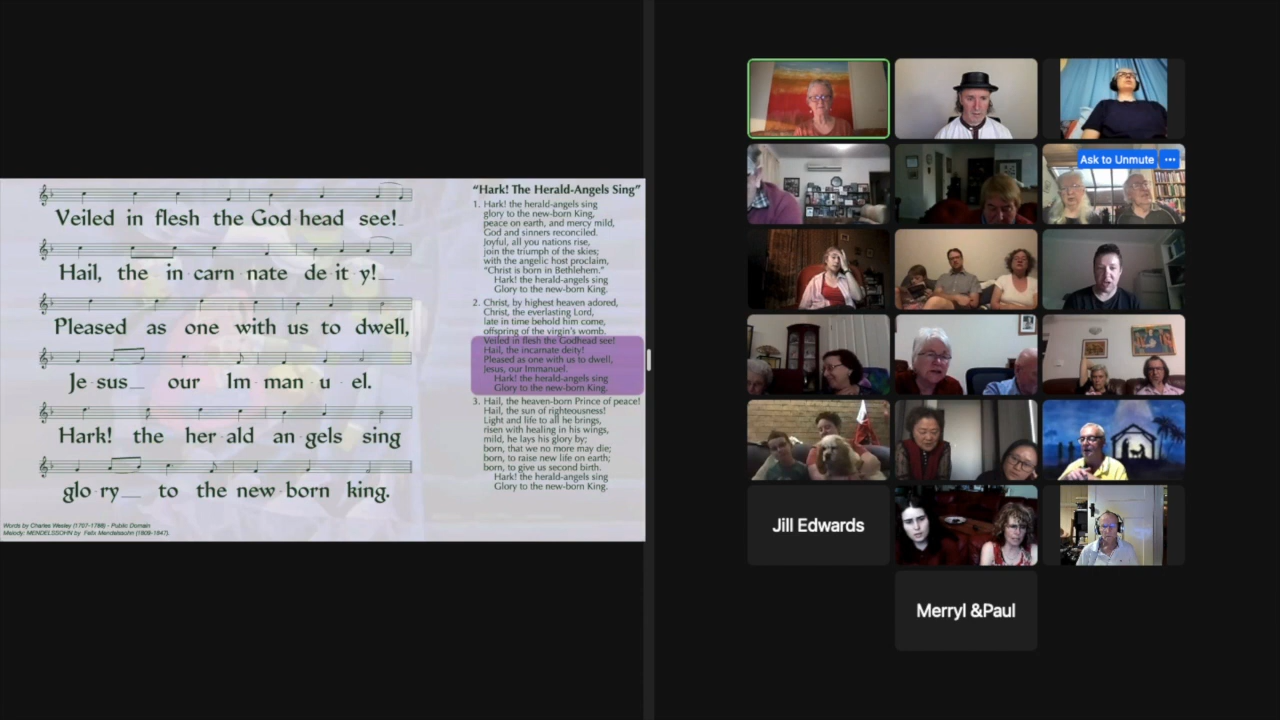 Veiled in flesh the God head see!
Hail, the in carn nate de it y!
Pleased as one with us to dwell,
Je sus our Im man u el.
Hark! the her ald an gels sing
glo ry to the new born king.
Words by Charles Wesley (1707-1788) - Public Domain
Melody: MENDELSSOHN by Felix Mendelssohn (1809-1847).
"Hark! The Herald-Angels Sing"
1. Hark! the herald-angels sing
glory to the new-born King,
peace on earth, and mercy mild,
God and sinners reconciled.
Joyful, all you nations rise,
join the triumph of the skies;
with the angelic host proclaim,
"Christ is born in Bethlehem."
Hark! the herald-angels sing
Glory to the new-born King.
2. Christ, by highest heaven adored,
Christ, the everlasting Lord,
late in time behold him come,
offspring of the virgin's womb.
Veiled in flesh the Godhead see!
Hail, the incarnate deity!
Pleased as one with us to dwell,
Jesus, our Immanuel.
Hark! the herald-angels sing
Glory to the new-born King.
3. Hail, the heaven-born Prince of peace!
Hail, the sun of righteousness!
Light and life to all he brings,
risen with healing in his wings,
mild, he lays his glory by;
born, that we no more may die;
born, to raise new life on earth;
born, to give us second birth.
Hark! the herald-angels sing
Glory to the new-born King.
Ask to Unmute
Jill Edwards
Merryl &Paul